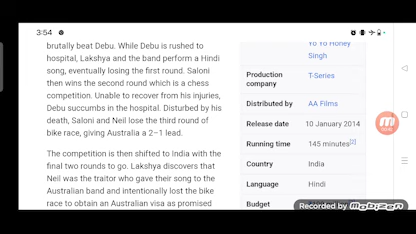 3:54
brutally beat Debu. While Debu is rushed to
hospital, Lakshya and the band perform a Hindi
song, eventually losing the first round. Saloni
then wins the second round which is a chess
competition. Unable to recover from his injuries,
Debu succumbs in the hospital. Disturbed by his
death, Saloni and Neil lose the third round of
bike race, giving Australia a 2–1 lead.
The competition is then shifted to India with the
final two rounds to go. Lakshya discovers that
Neil was the traitor who gave their song to the
Australian band and intentionally lost the bike
race to obtain an Australian visa as promised
Yo Yo Honey
Singh
Production
company
T-Series
Distributed by
AA Films
Release date
10 January 2014
Running time
145 minutes[2]
Country
India
Language
Hindi
Budget
Recorded by Mobizen